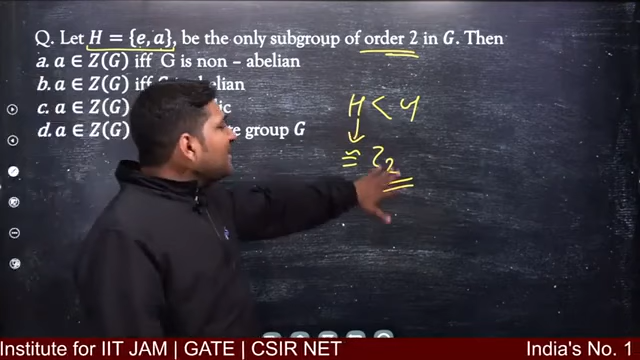 Q. Let H = {e, a}, be the only subgroup of order 2 in G. Then
a. a ∈ Z(G) iff G is non – abelian
b. a ∈ Z(G) iff
c. a ∈ Z(G)
d. a ∈ Z(G) group G
H <
≅ Z₂
Institute for IIT JAM | GATE | CSIR NET
India's No. 1